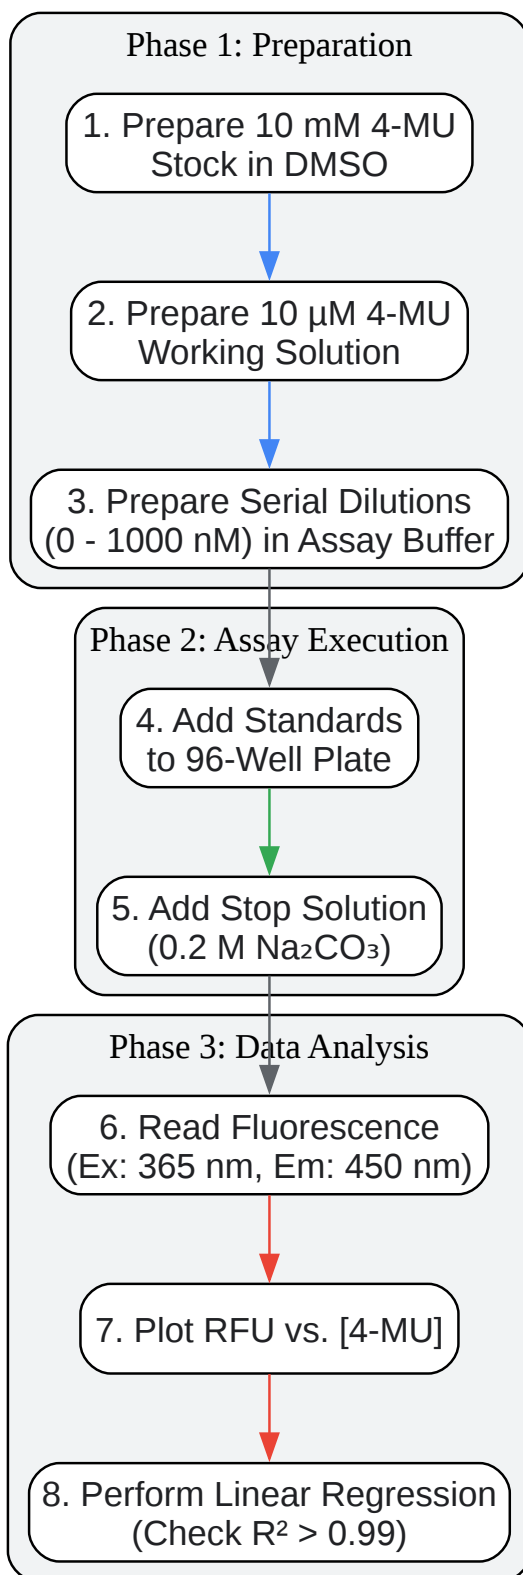 Phase 1: Preparation
1. Prepare 10 mM 4-MU
Stock in DMSO
2. Prepare 10 µM 4-MU
Working Solution
3. Prepare Serial Dilutions
(0 - 1000 nM) in Assay Buffer
Phase 2: Assay Execution
4. Add Standards
to 96-Well Plate
5. Add Stop Solution
(0.2 M Na₂CO₃)
Phase 3: Data Analysis
6. Read Fluorescence
(Ex: 365 nm, Em: 450 nm)
7. Plot RFU vs. [4-MU]
8. Perform Linear Regression
(Check R² > 0.99)